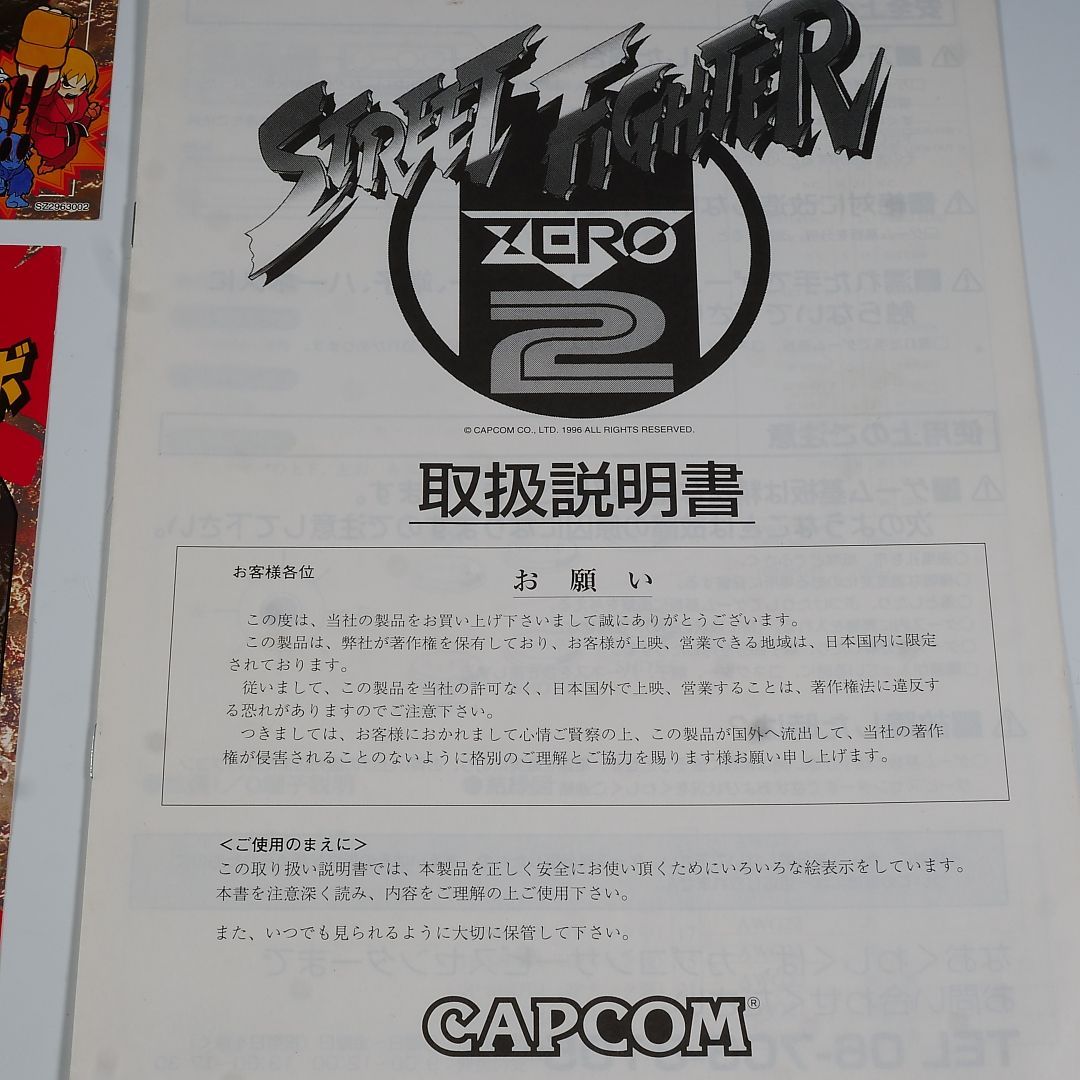 SZ2963002
ボ
STREET FIGHTER
ZERO
2
© CAPCOM CO., LTD. 1996 ALL RIGHTS RESERVED.
取扱説明書
お客様各位
お願い
この度は、当社の製品をお買い上げ下さいまして誠にありがとうございます。
この製品は、弊社が著作権を保有しており、お客様が上映、営業できる地域は、日本国内に限定
されております。
従いまして、この製品を当社の許可なく、日本国外で上映、営業することは、著作権法に違反す
る恐れがありますのでご注意下さい。
つきましては、お客様におかれまして心情ご賢察の上、この製品が国外へ流出して、当社の著作
権が侵害されることのないように格別のご理解とご協力を賜ります様お願い申し上げます。
＜ご使用のまえに＞
この取り扱い説明書では、本製品を正しく安全にお使い頂くためにいろいろな絵表示をしています。
本書を注意深く読み、内容をご理解の上ご使用下さい。
また、いつでも見られるように大切に保管して下さい。
CAPCOM®